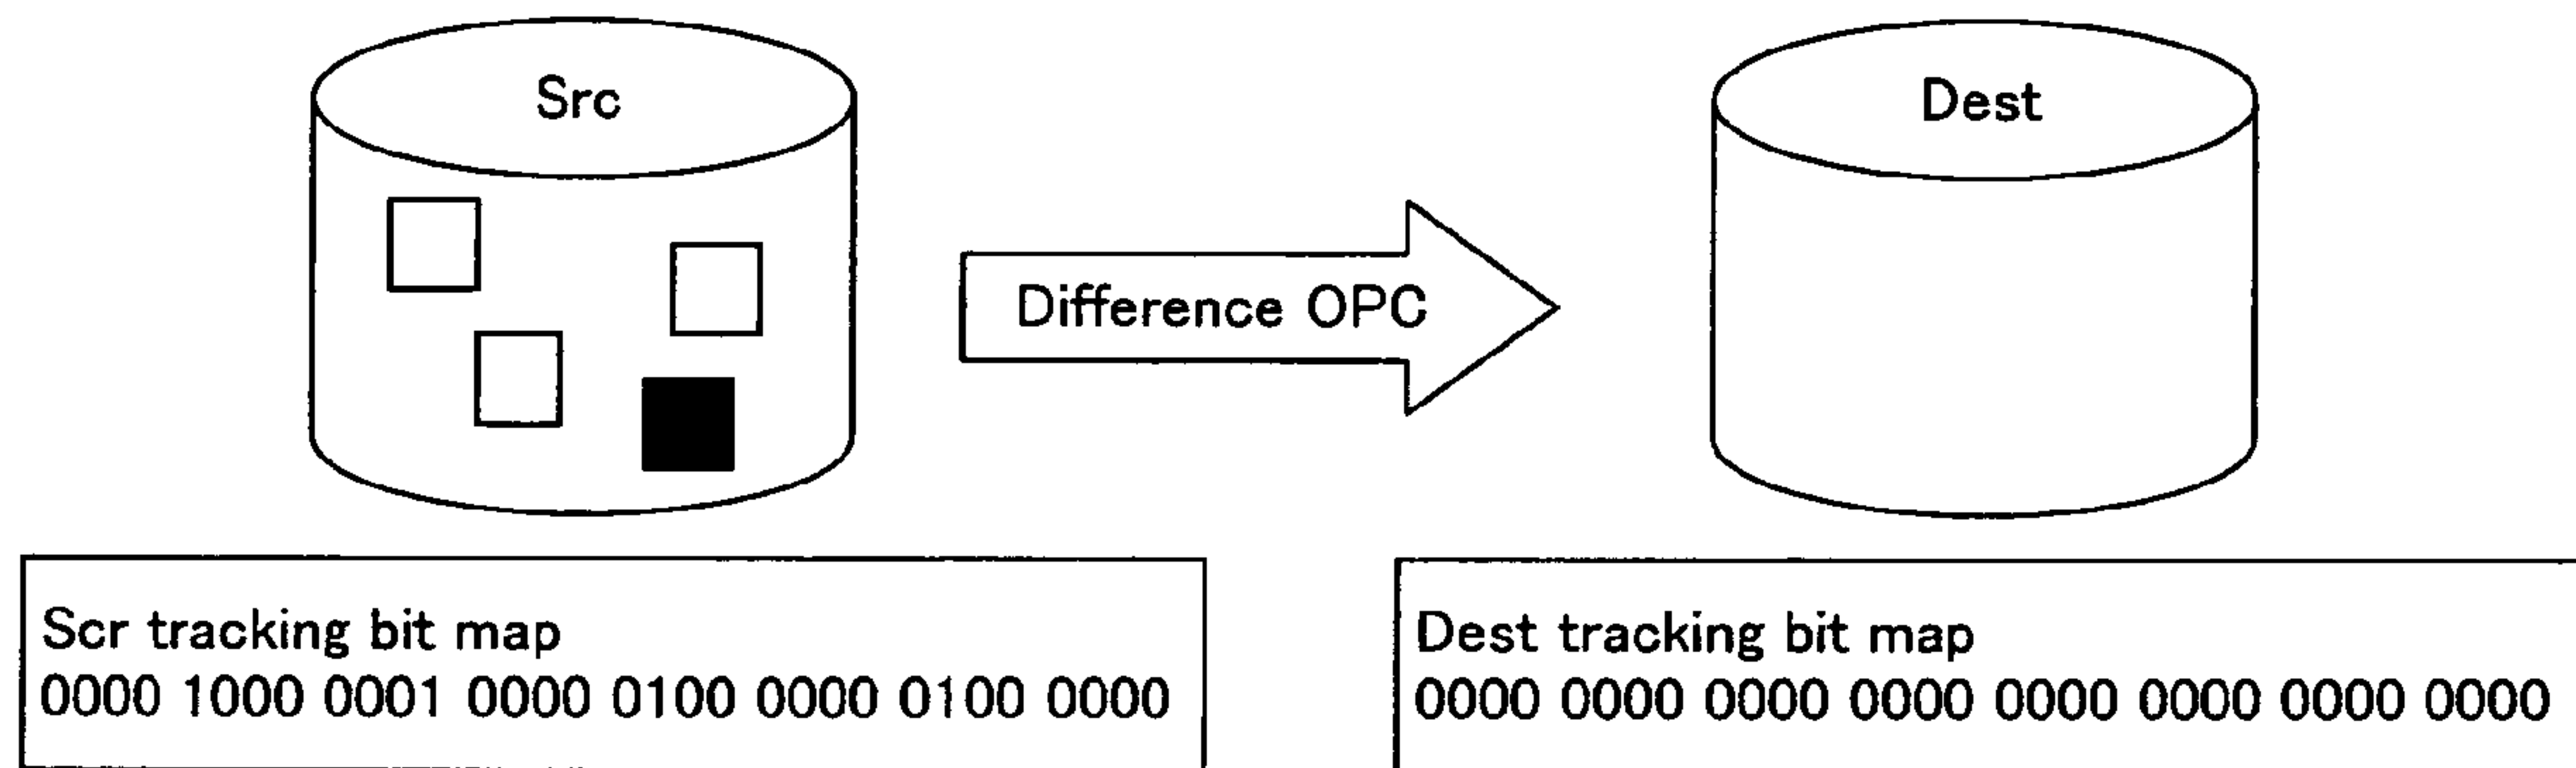 Src
Dest
Difference OPC
Scr tracking bit map
0000 1000 0001 0000 0100 0000 0100 0000
Dest tracking bit map
0000 0000 0000 0000 0000 0000 0000 0000